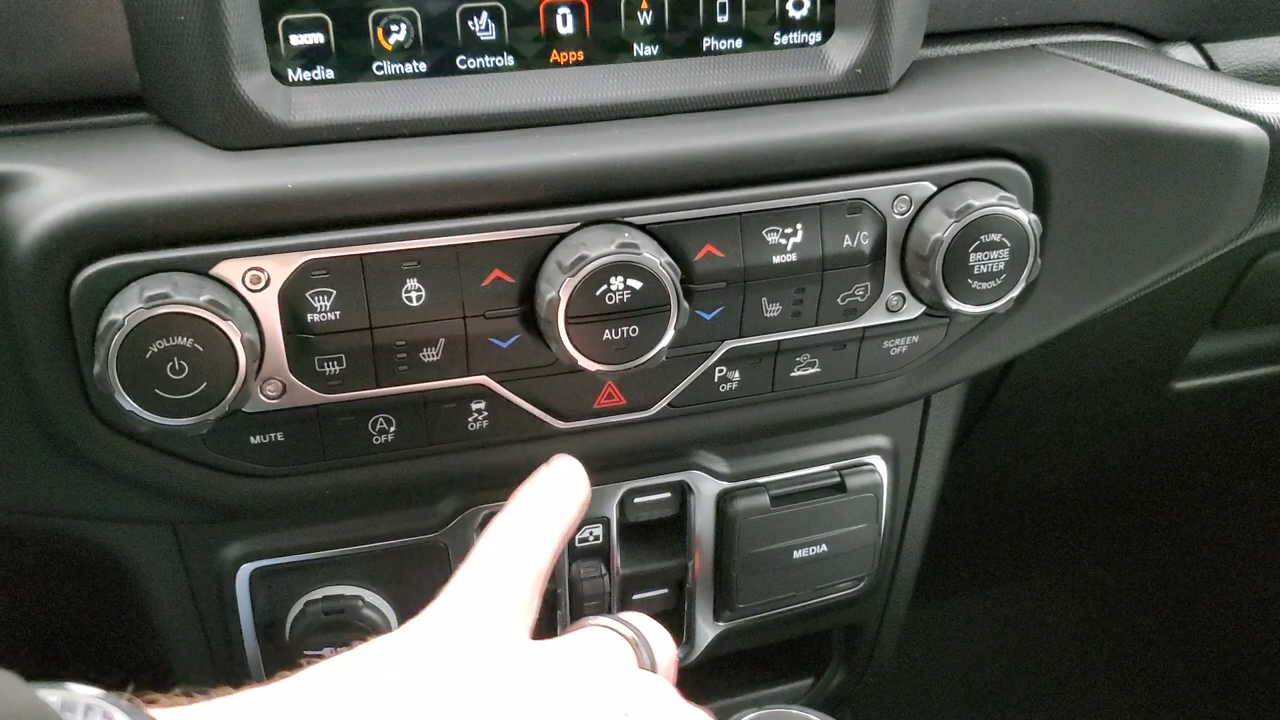 sxm
Media
Climate
Controls
Apps
W
Nav
Phone
Settings
VOLUME
FRONT
OFF
AUTO
MODE
A/C
TUNE
BROWSE
ENTER
SCROLL
MUTE
A
OFF
OFF
P
OFF
SCREEN
OFF
MEDIA